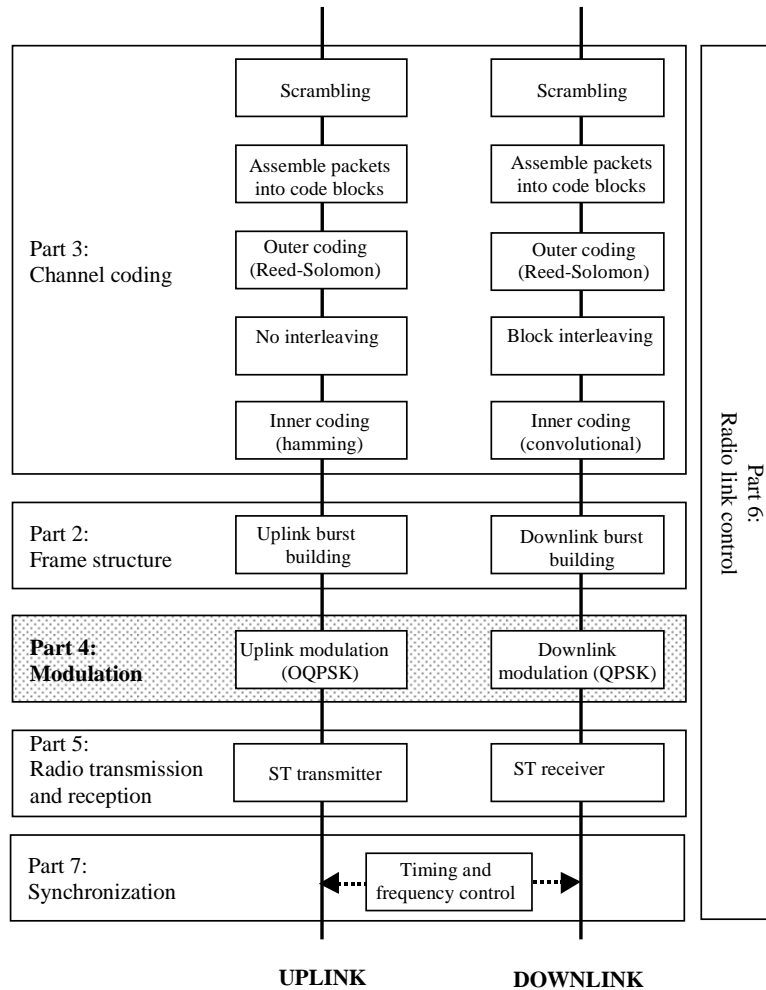 Scrambling
Scrambling
Assemble packets
into code blocks
Assemble packets
into code blocks
Part 3:
Channel coding
Outer coding
(Reed-Solomon)
Outer coding
(Reed-Solomon)
No interleaving
Block interleaving
Inner coding
(hamming)
Inner coding
(convolutional)
Part 2:
Frame structure
Uplink burst
building
Downlink burst
building
Part 4:
Modulation
Uplink modulation
(OQPSK)
Downlink
modulation (QPSK)
Part 5:
Radio transmission
and reception
ST transmitter
ST receiver
Part 7:
Synchronization
Timing and
frequency control
Part 6:
Radio link control
UPLINK
DOWNLINK